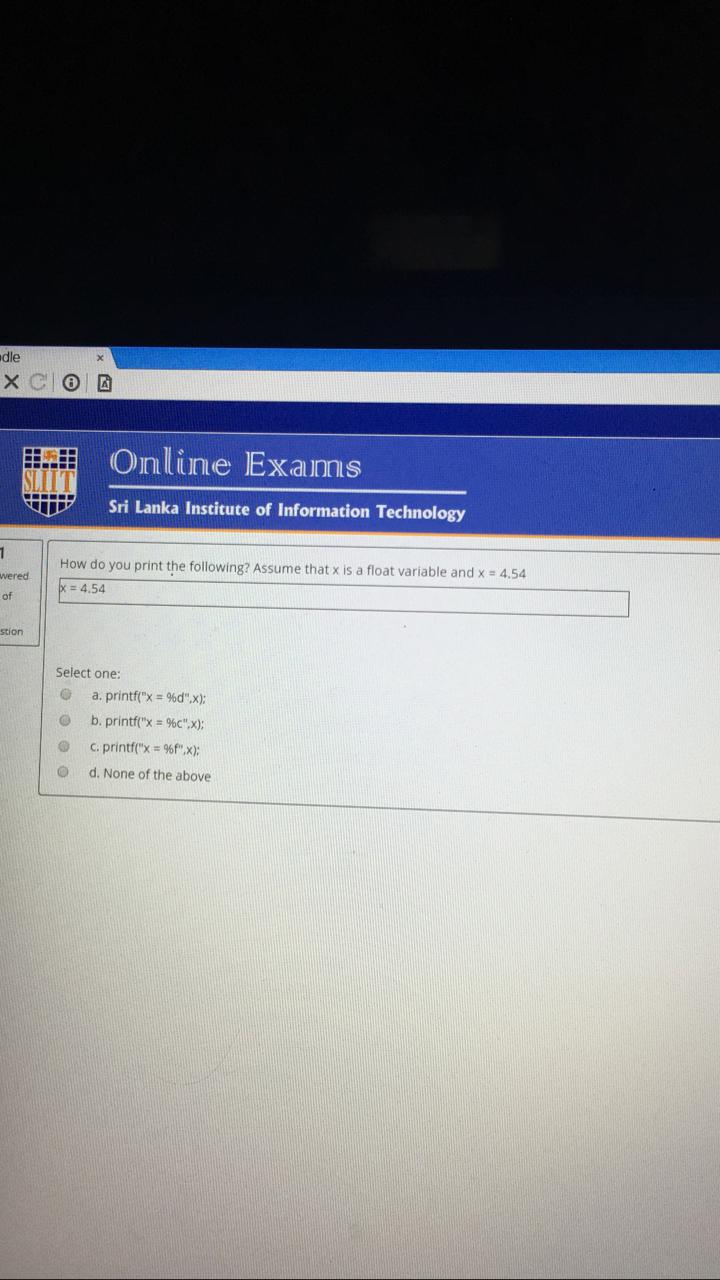 dle ×
SLIIT
Online Exams
Sri Lanka Institute of Information Technology
1
wered
of
stion
How do you print the following? Assume that x is a float variable and x = 4.54
x = 4.54
Select one:
a. printf("x = %d",x);
b. printf("x = %c",x);
c. printf("x = %f",x);
d. None of the above